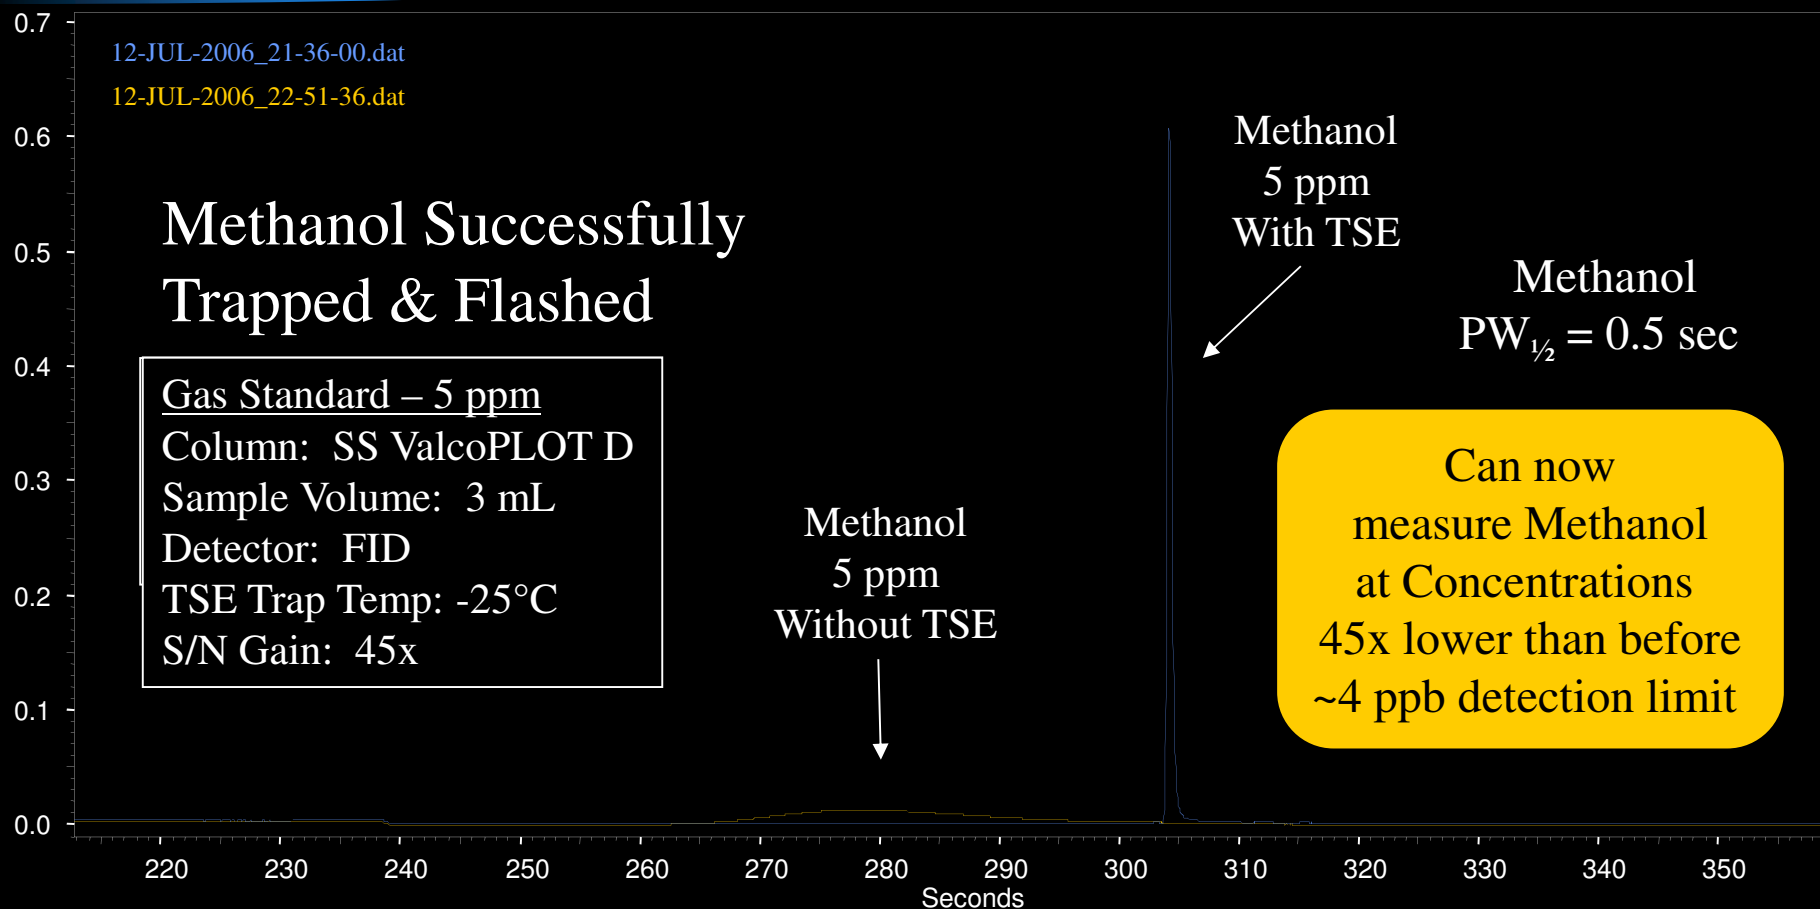 12-JUL-2006_21-36-00.dat
12-JUL-2006_22-51-36.dat
Methanol Successfully
Trapped & Flashed
Gas Standard – 5 ppm
Column:  SS ValcoPLOT D
Sample Volume:  3 mL
Detector:  FID
TSE Trap Temp: -25°C
S/N Gain:  45x
Methanol
5 ppm
Without TSE
Methanol
5 ppm
With TSE
Methanol
PW½ = 0.5 sec
Can now
measure Methanol
at Concentrations
45x lower than before
~4 ppb detection limit
0.7
0.6
0.5
0.4
0.3
0.2
0.1
0.0
220 230 240 250 260 270 280 290 300 310 320 330 340 350
Seconds